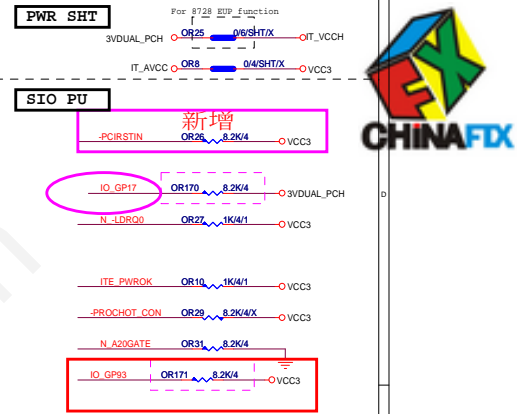 PWR SHT
For 8728 EUP function
3VDUAL_PCH OR25 0/6/SHT/X IT_VCCH
IT_AVCC OR8 0/4/SHT/X VCC3
SIO PU
新增
-PCIRSTIN OR26 8.2K/4 VCC3
IO_GP17 OR170 8.2K/4 3VDUAL_PCH
N_-LDRQ0 OR27 1K/4/1 VCC3
ITE_PWROK OR10 1K/4/1 VCC3
-PROCHOT_CON OR29 8.2K/4/X VCC3
N_A20GATE OR31 8.2K/4
IO_GP93 OR171 8.2K/4 VCC3
CHINAFIX
D